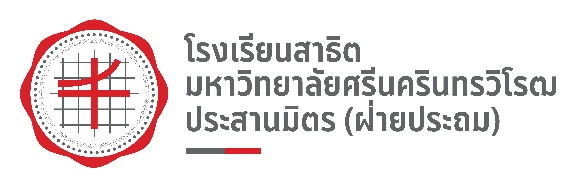 โรงเรียนสาธิต
มหาวิทยาลัยศรีนครินทรวิโรฒ
ประสานมิตร (ฝ่ายประถม)